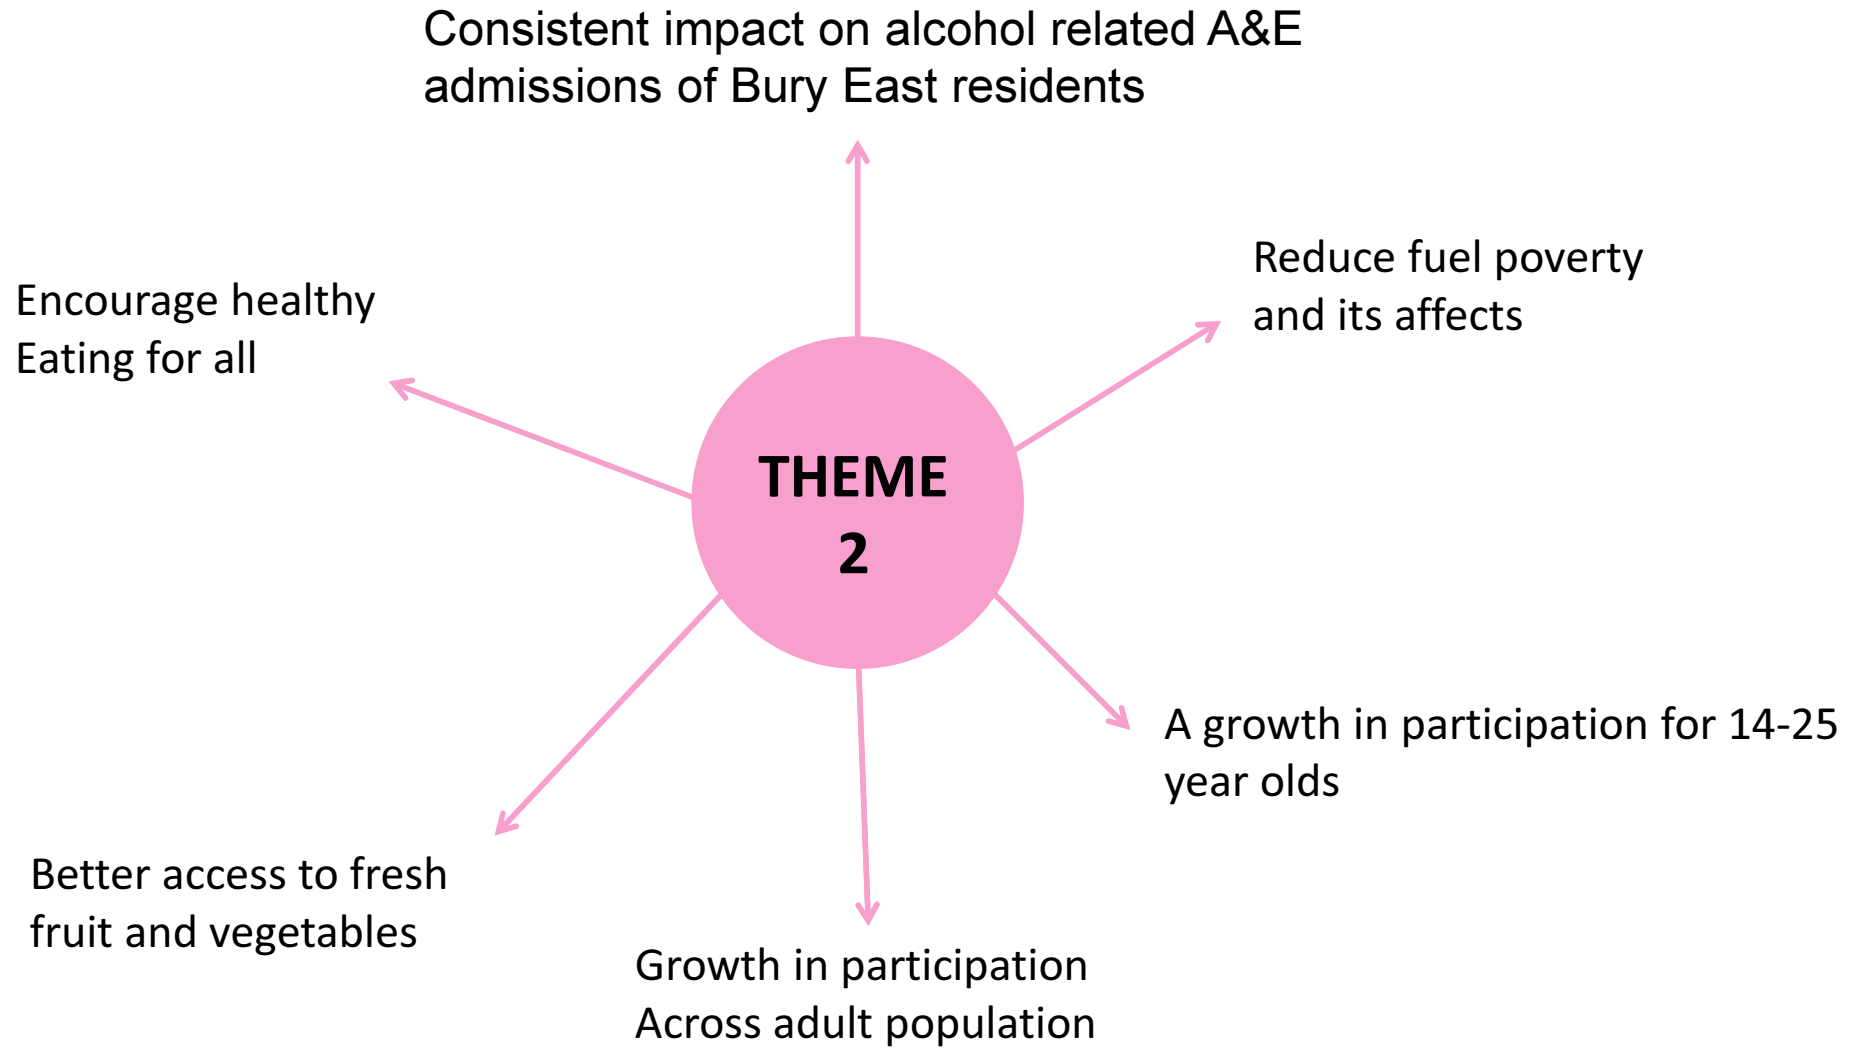 Consistent impact on alcohol related A&E
admissions of Bury East residents
Reduce fuel poverty
and its affects
Encourage healthy
Eating for all
THEME
2
A growth in participation for 14-25
year olds
Better access to fresh
fruit and vegetables
Growth in participation
Across adult population